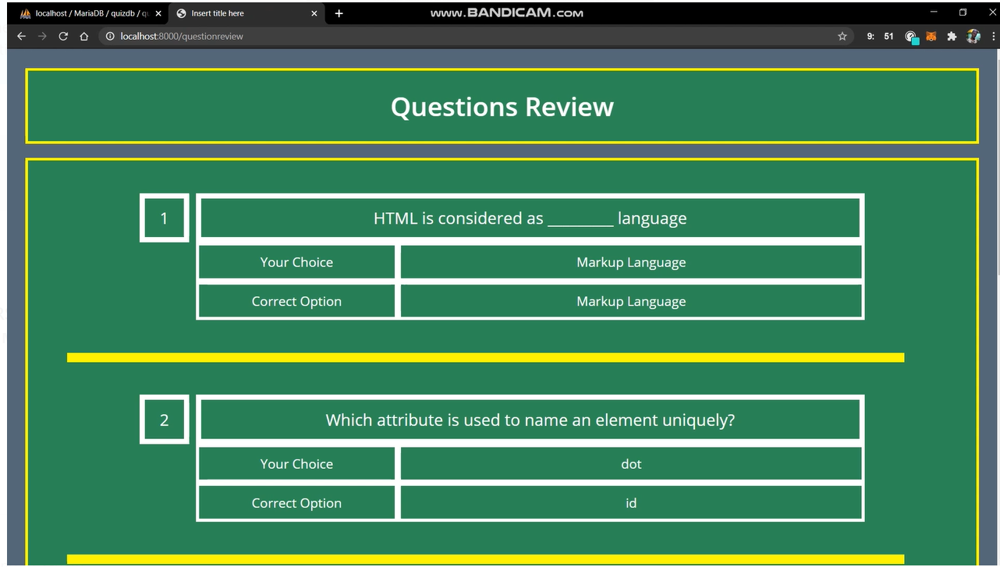 localhost / MariaDB / quizdb / qu
Insert title here
www.BANDICAM.com
localhost:8000/questionreview
9: 51
Questions Review
1
HTML is considered as _________ language
Your Choice
Markup Language
Correct Option
Markup Language
2
Which attribute is used to name an element uniquely?
Your Choice
dot
Correct Option
id